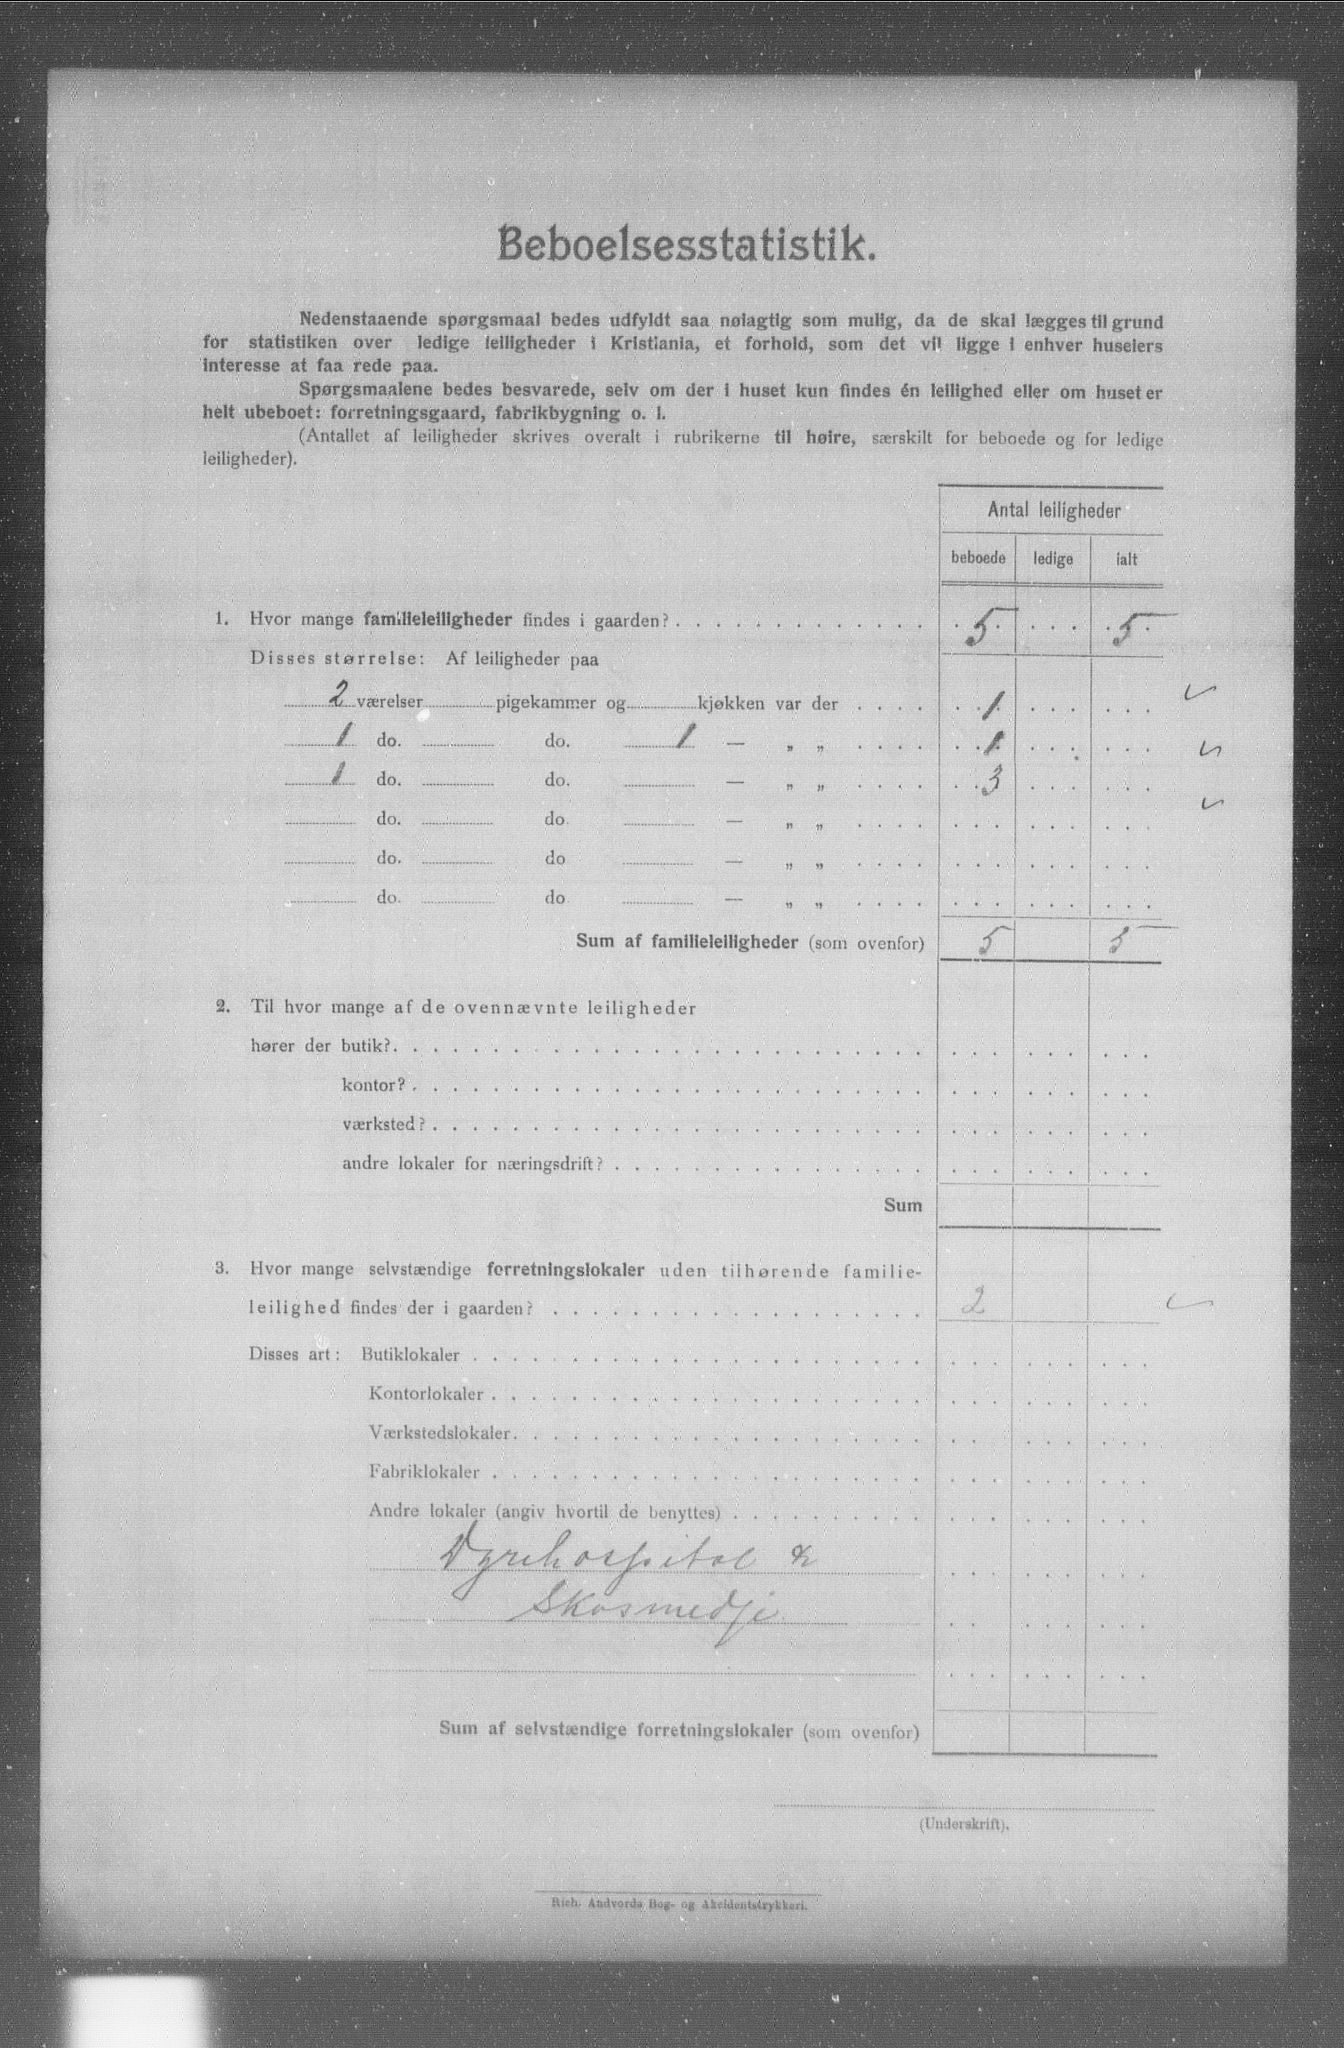 Beboelsesstatistik.
Nedenstaaende spørgsmaal bedes udfyldt saa nøiagtig som mulig, da de skal lægges til grund
for statistiken over ledige leiligheder i Kristiania, et forhold, som det vil ligge i enhver huseiers
interesse at faa rede paa.
Spørgsmaalene bedes besvarede, selv om der i huset kun findes én leilighed eller om huset er
helt ubeboet: forretningsgaard, fabrikbygning o. l.
(Antallet af leiligheder skrives overalt i rubrikerne til høire, særskilt for beboede og for ledige
leiligheder).
Antal leiligheder
beboede ledige ialt
1. Hvor mange familieleiligheder findes i gaarden? 5 5
Disses størrelse: Af leiligheder paa
2 værelser pigekammer og kjøkken var der 1
1 do. do. 1 — „ „ 1
1 do. do. — „ „ 3
do. do. — „ „
do. do — „ „
do. do — „ „
Sum af familieleiligheder (som ovenfor) 5 5
2. Til hvor mange af de ovennævnte leiligheder
hører der butik?
kontor?
værksted?
andre lokaler for næringsdrift?
Sum
3. Hvor mange selvstændige forretningslokaler uden tilhørende familie-
leilighed findes der i gaarden? 2
Disses art: Butiklokaler
Kontorlokaler
Værkstedslokaler
Fabriklokaler
Andre lokaler (angiv hvortil de benyttes)
Dyrehospital &
Skosmedje
Sum af selvstændige forretningslokaler (som ovenfor)
(Underskrift).
Rich. Andvords Bog- og Akcidentstrykkeri.